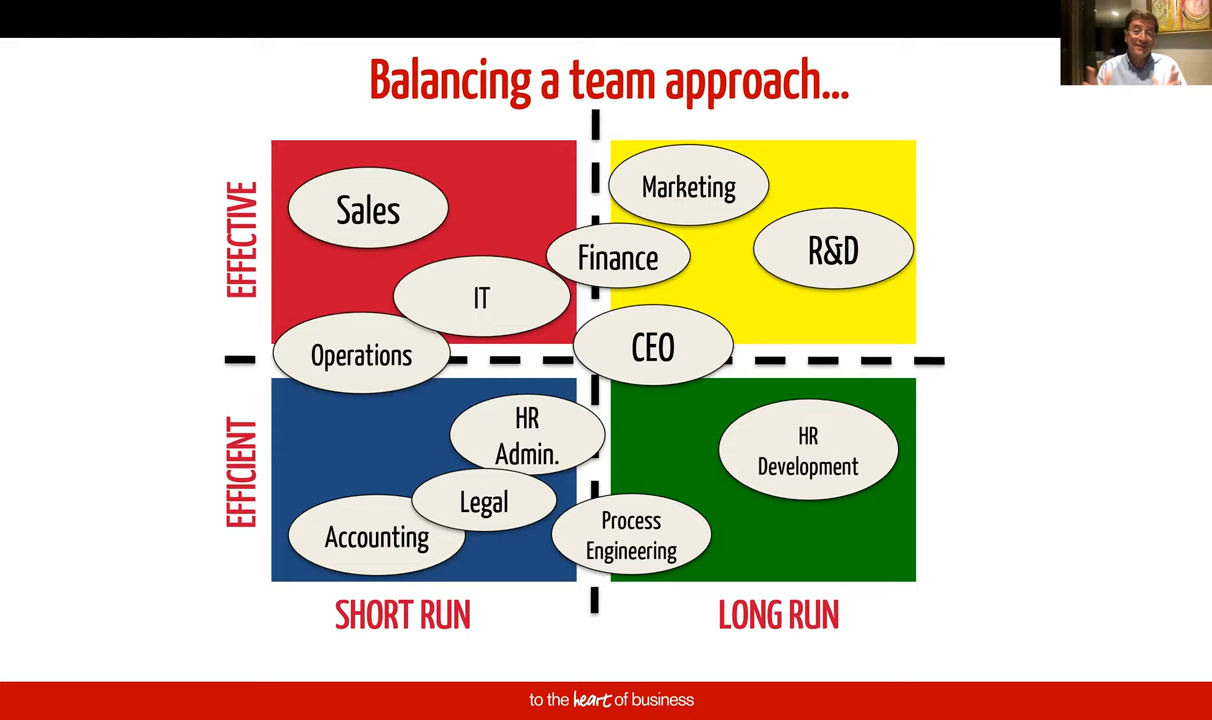 Balancing a team approach...
EFFECTIVE
Sales
Marketing
Finance
R&D
IT
Operations
CEO
EFFICIENT
HR
Admin.
HR
Development
Legal
Accounting
Process
Engineering
SHORT RUN
LONG RUN
to the heart of business